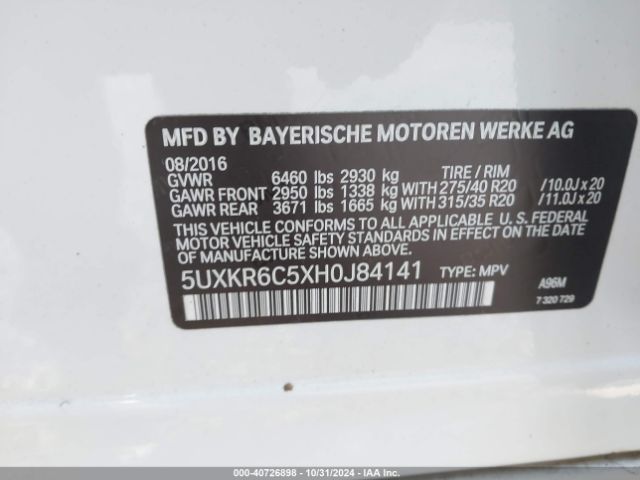 MFD BY BAYERISCHE MOTOREN WERKE AG
08/2016
GVWR 6460 lbs 2930 kg TIRE / RIM
GAWR FRONT 2950 lbs 1338 kg WITH 275/40 R20 /10.0J x 20
GAWR REAR 3671 lbs 1665 kg WITH 315/35 R20 /11.0J x 20
THIS VEHICLE CONFORMS TO ALL APPLICABLE U. S. FEDERAL
MOTOR VEHICLE SAFETY STANDARDS IN EFFECT ON THE DATE
OF MANUFACTURE SHOWN ABOVE.
5UXKR6C5XH0J84141 TYPE: MPV A96M
7 320 729
000-40726898 - 10/31/2024 - IAAI.COM